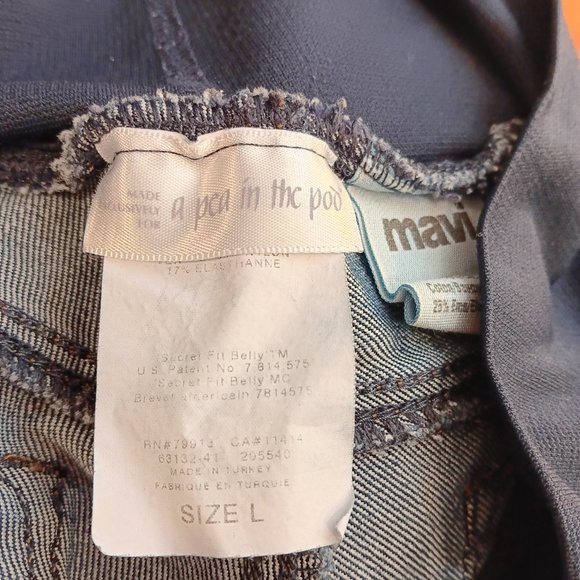 MADE
EXCLUSIVELY
FOR
a pea in the pod
mavi
17% ELASTHANNE
"Secret Fit Belly"TM
U.S. Patent No 7 814 575
"Secret Fit Belly"MC
Brevet américain 7814575
RN#79913 CA#11414
63132-41 205540
MADE IN TURKEY
FABRIQUE EN TURQUIE
SIZE L